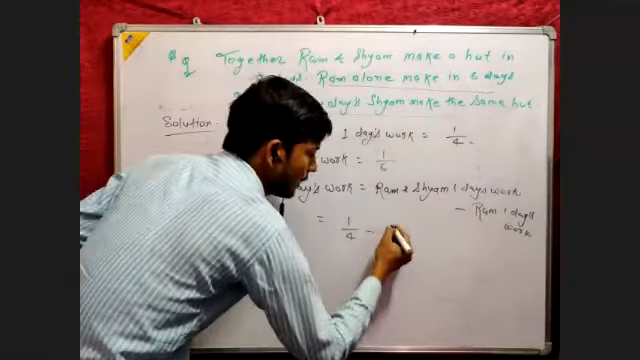 Q Together Ram & Shyam make a hut in
Ram alone make in 6 days
day's Shyam make the same hut
Solution.
1 day's work = 1/4.
work = 1/6
day's work = Ram & Shyam 1 days work
- Ram 1 day's
work
= 1/4 -